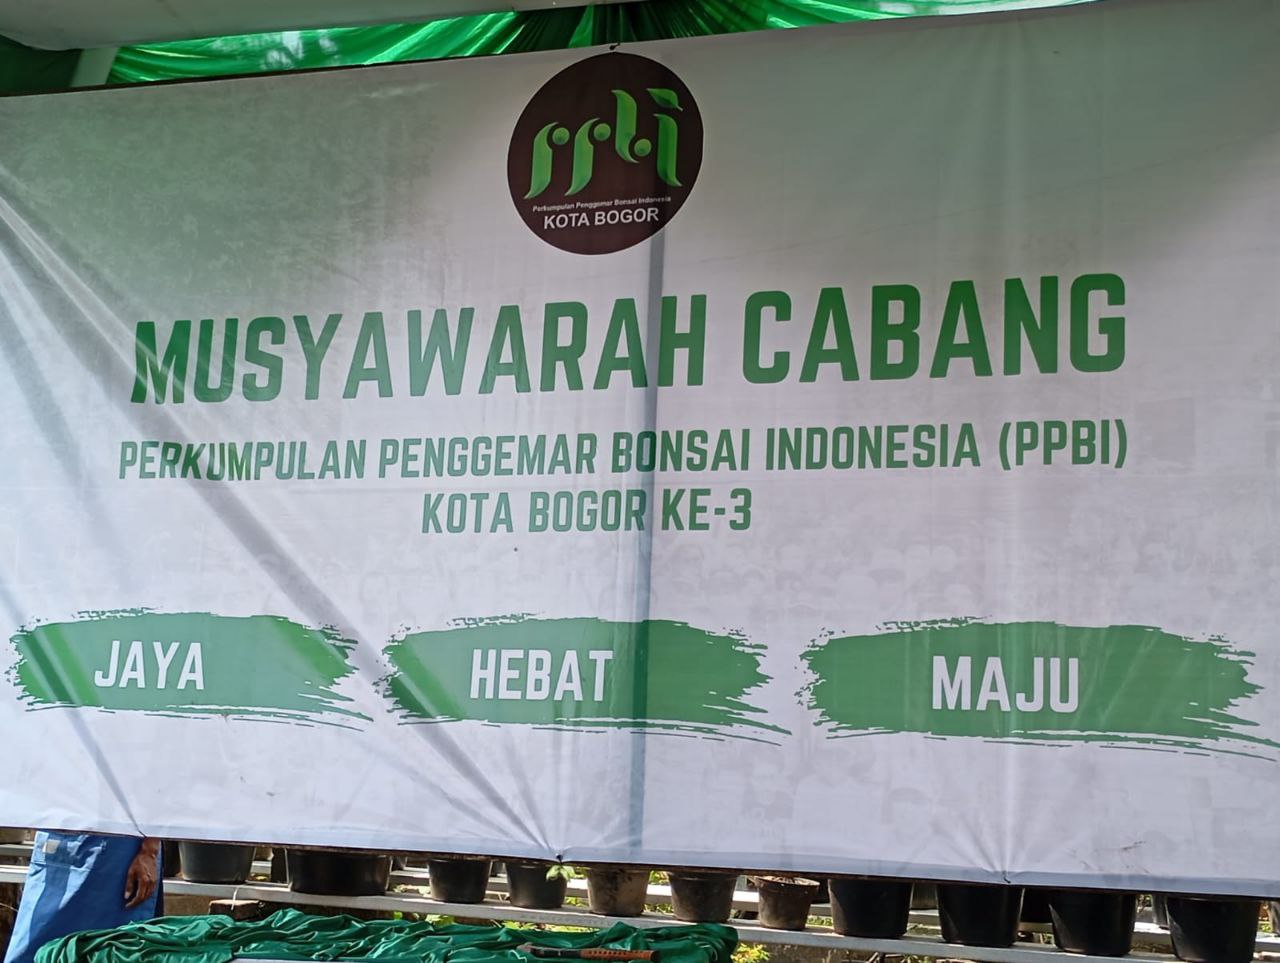 ppbi
Perkumpulan Penggemar Bonsai Indonesia
KOTA BOGOR
MUSYAWARAH CABANG
PERKUMPULAN PENGGEMAR BONSAI INDONESIA (PPBI)
KOTA BOGOR KE-3
JAYA
HEBAT
MAJU